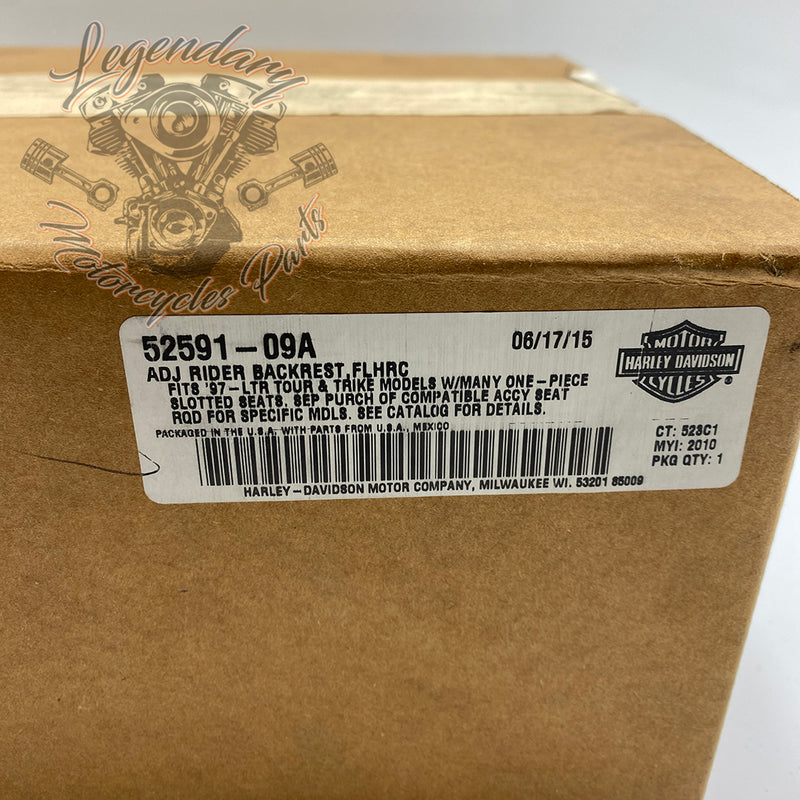 Legendary
Motorcycles Parts
52591-09A
06/17/15
ADJ RIDER BACKREST,FLHRC
FITS '97-LTR TOUR & TRIKE MODELS W/MANY ONE-PIECE
SLOTTED SEATS. SEP PURCH OF COMPATIBLE ACCY SEAT
RQD FOR SPECIFIC MDLS. SEE CATALOG FOR DETAILS.
PACKAGED IN THE U.S.A. WITH PARTS FROM U.S.A., MEXICO
HARLEY-DAVIDSON MOTOR COMPANY, MILWAUKEE WI. 53201 85009
MOTOR
HARLEY-DAVIDSON
CYCLES
®
CT: 523C1
MYI: 2010
PKG QTY: 1